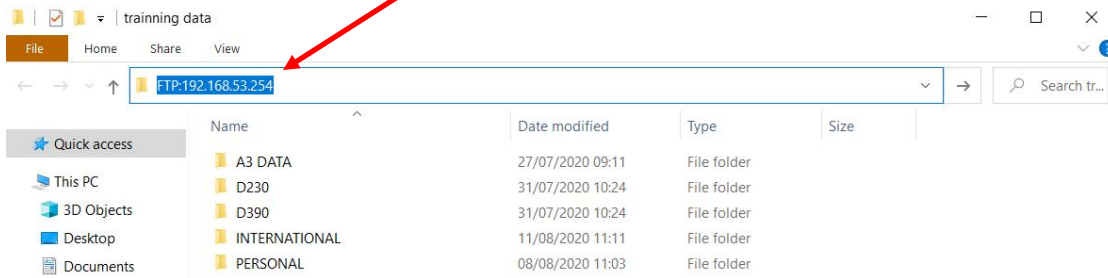 trainning data
File Home Share View
FTP:192.168.53.254
Search tr...
Name Date modified Type Size
Quick access
A3 DATA 27/07/2020 09:11 File folder
This PC
D230 31/07/2020 10:24 File folder
3D Objects
D390 31/07/2020 10:24 File folder
Desktop
INTERNATIONAL 11/08/2020 11:11 File folder
Documents
PERSONAL 08/08/2020 11:03 File folder